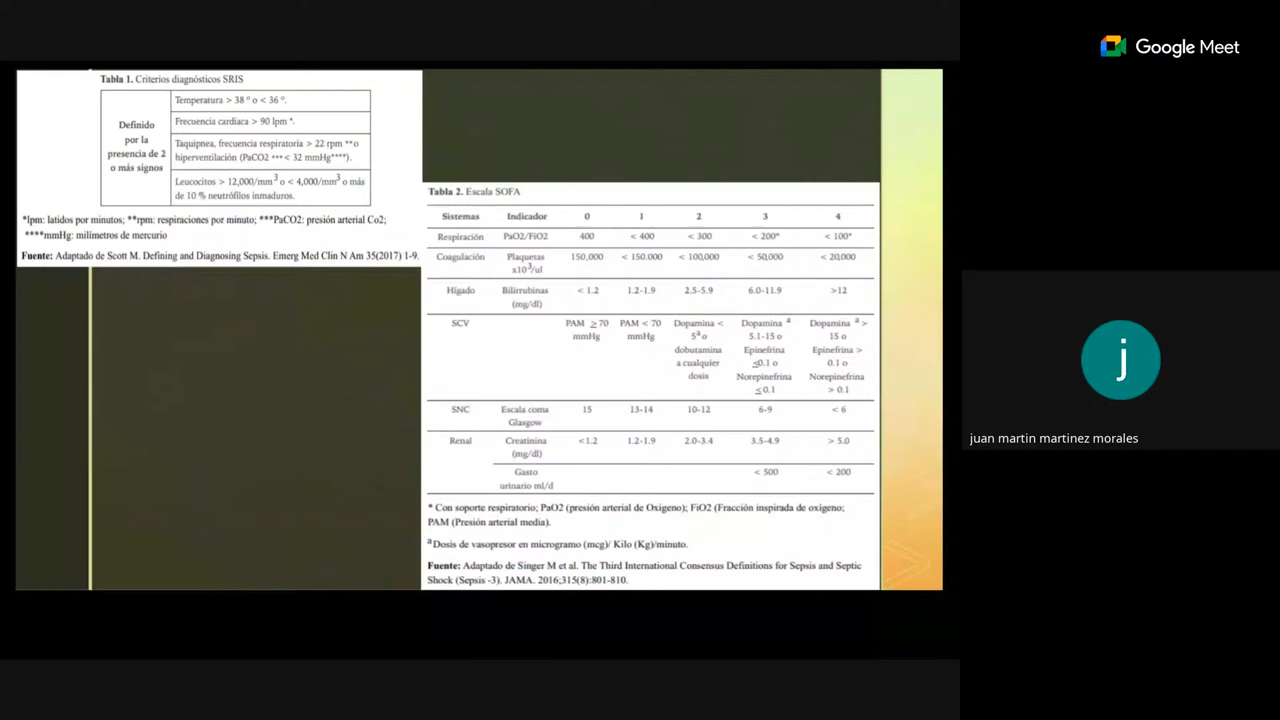 Google Meet
Tabla 1. Criterios diagnósticos SRIS
Definido por la presencia de 2 o más signos
Temperatura > 38 º o < 36 º.
Frecuencia cardiaca > 90 lpm *.
Taquipnea, frecuencia respiratoria > 22 rpm **o
hiperventilación (PaCO2 ***< 32 mmHg****).
Leucocitos > 12,000/mm3 o < 4,000/mm3 o más
de 10 % neutrófilos inmaduros.
*lpm: latidos por minutos; **rpm: respiraciones por minuto; ***PaCO2: presión arterial Co2;
****mmHg: milímetros de mercurio
Fuente: Adaptado de Scott M. Defining and Diagnosing Sepsis. Emerg Med Clin N Am 35(2017) 1-9.
Tabla 2. Escala SOFA
Sistemas Indicador 0 1 2 3 4
Respiración PaO2/FiO2 400 < 400 < 300 < 200* < 100*
Coagulación Plaquetas x103/ul 150,000 < 150.000 < 100,000 < 50,000 < 20,000
Hígado Bilirrubinas (mg/dl) < 1.2 1.2-1.9 2.5-5.9 6.0-11.9 >12
SCV PAM ≥ 70 mmHg PAM < 70 mmHg Dopamina < 5a o dobutamina a cualquier dosis Dopamina a 5.1-15 o Epinefrina ≤0.1 o Norepinefrina ≤ 0.1 Dopamina a > 15 o Epinefrina > 0.1 o Norepinefrina > 0.1
SNC Escala coma Glasgow 15 13-14 10-12 6-9 < 6
Renal Creatinina (mg/dl) <1.2 1.2-1.9 2.0-3.4 3.5-4.9 > 5.0
Gasto urinario ml/d < 500 < 200
* Con soporte respiratorio; PaO2 (presión arterial de Oxigeno); FiO2 (Fracción inspirada de oxígeno;
PAM (Presión arterial media).
a Dosis de vasopresor en microgramo (mcg)/ Kilo (Kg)/minuto.
Fuente: Adaptado de Singer M et al. The Third International Consensus Definitions for Sepsis and Septic
Shock (Sepsis -3). JAMA. 2016;315(8):801-810.
j
juan martin martinez morales